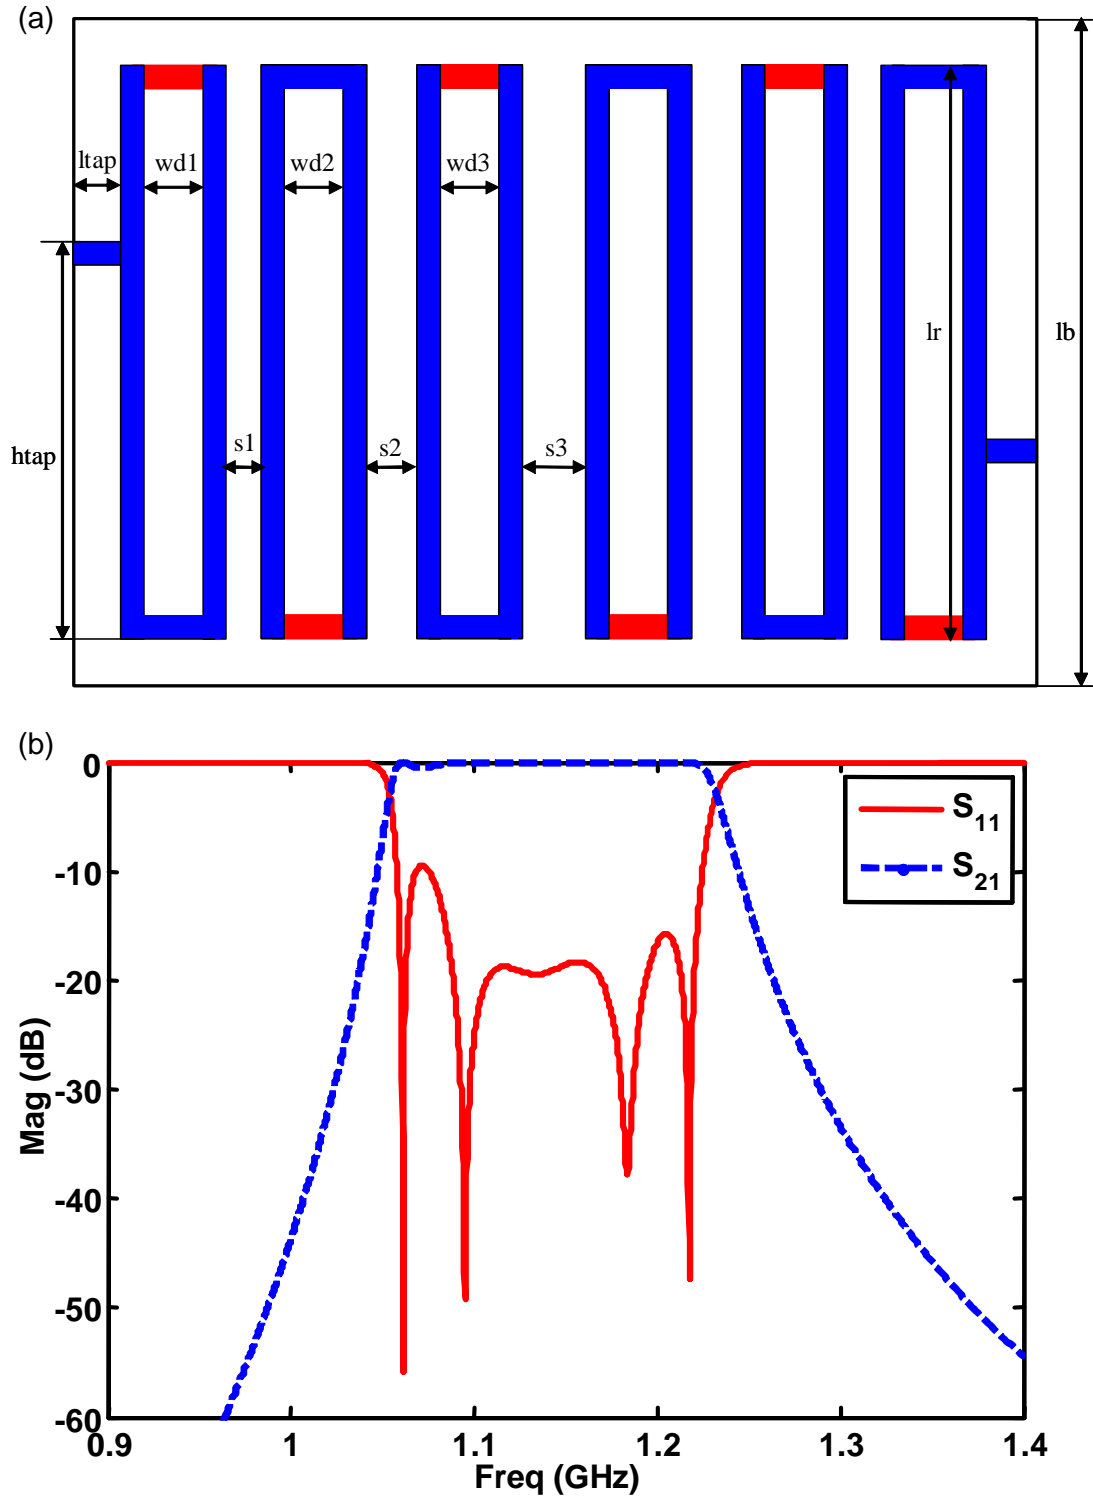 (a)
ltap
wd1
wd2
wd3
lr
lb
htap
s1
s2
s3
(b)
0
-10
-20
-30
-40
-50
-60
Mag (dB)
S11
S21
0.9
1
1.1
1.2
1.3
1.4
Freq (GHz)